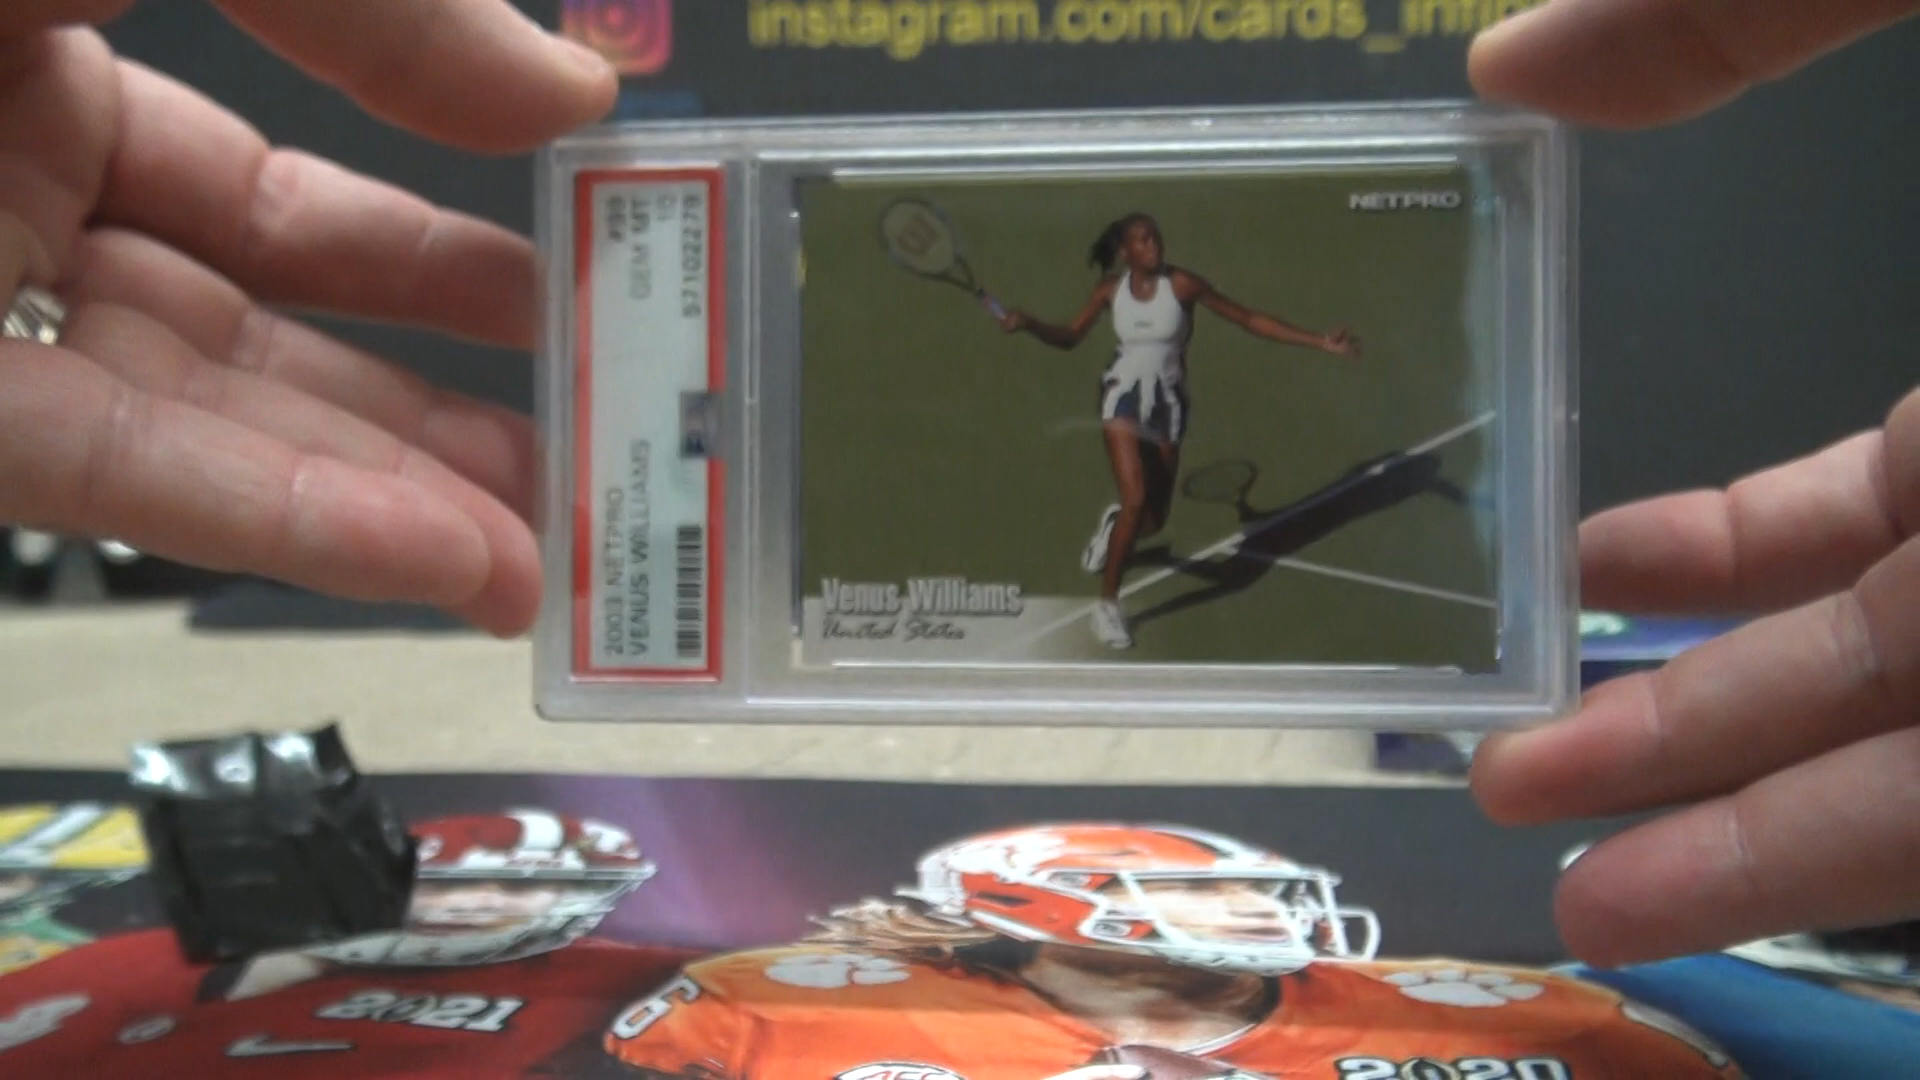 instagram.com/cards_infin
2003 NETPRO #99
VENUS WILLIAMS GEM MT
10
57102279
NETPRO
Venus Williams
United States
2021
6
2020